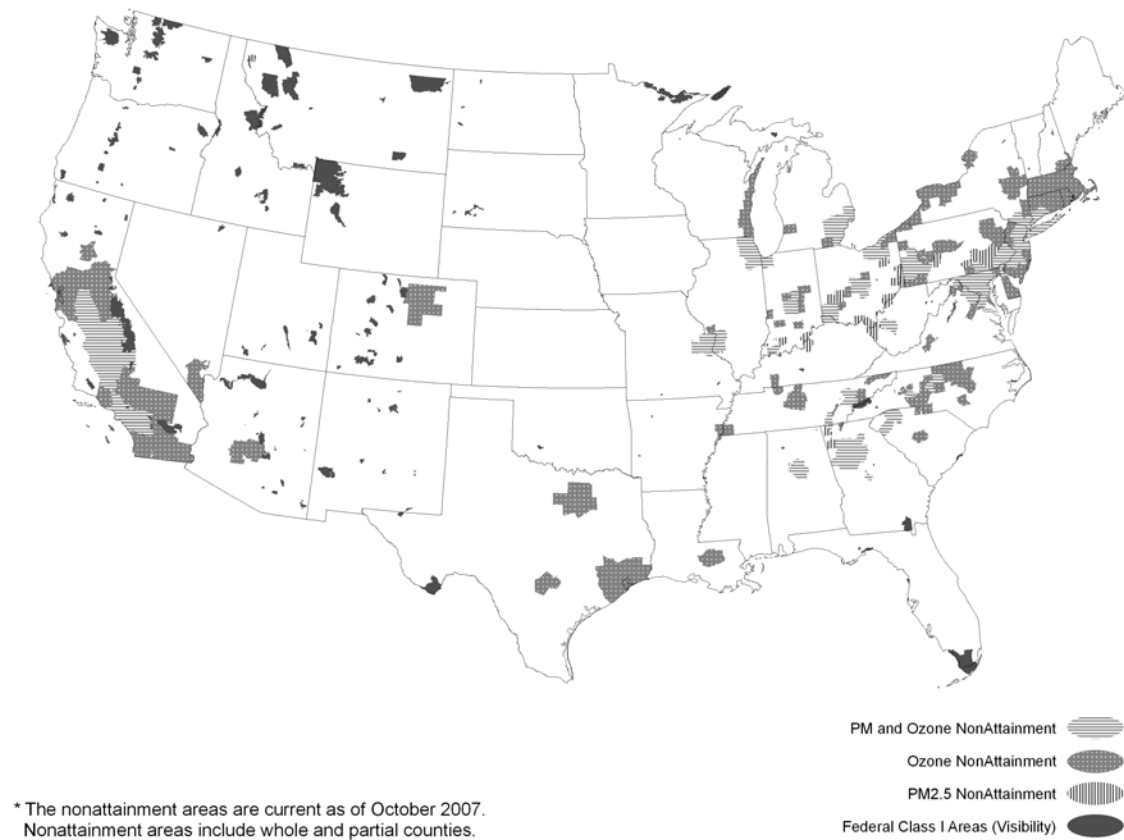 PM and Ozone NonAttainment
Ozone NonAttainment
PM2.5 NonAttainment
Federal Class I Areas (Visibility)
* The nonattainment areas are current as of October 2007.
Nonattainment areas include whole and partial counties.